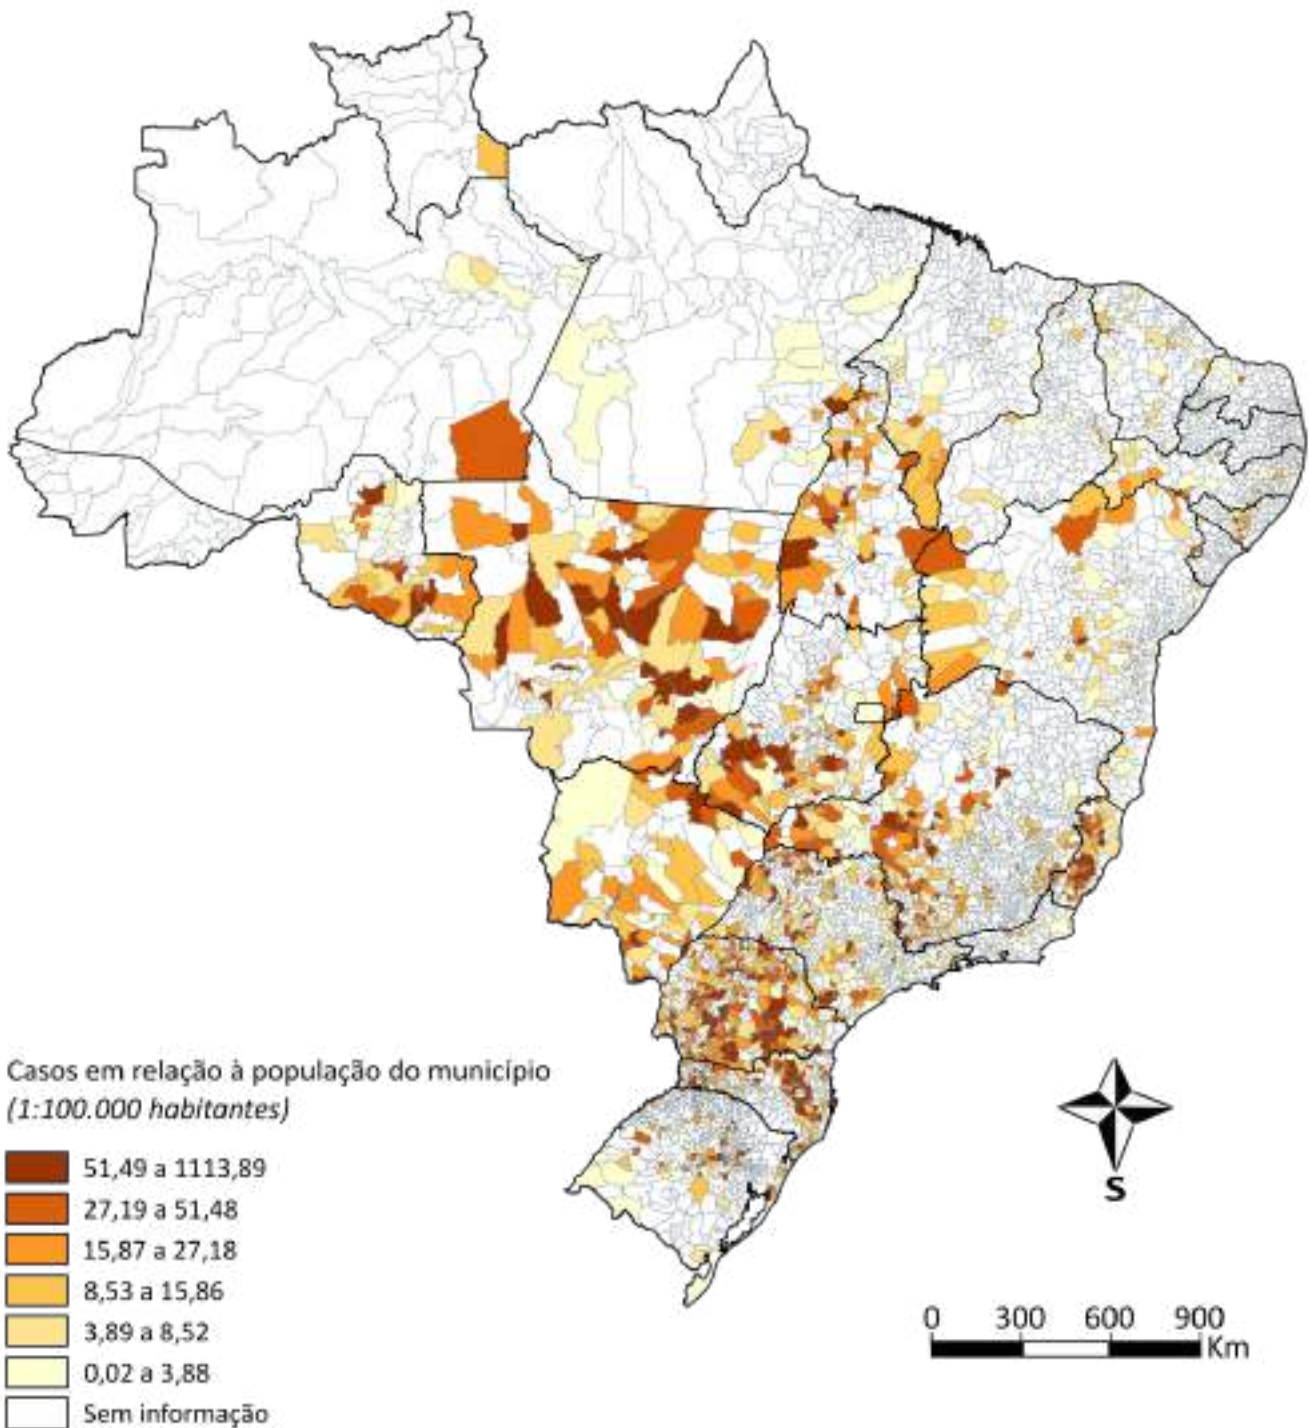 Casos em relação à população do município
(1:100.000 habitantes)
51,49 a 1113,89
27,19 a 51,48
15,87 a 27,18
8,53 a 15,86
3,89 a 8,52
0,02 a 3,88
Sem informação
S
0 300 600 900
Km